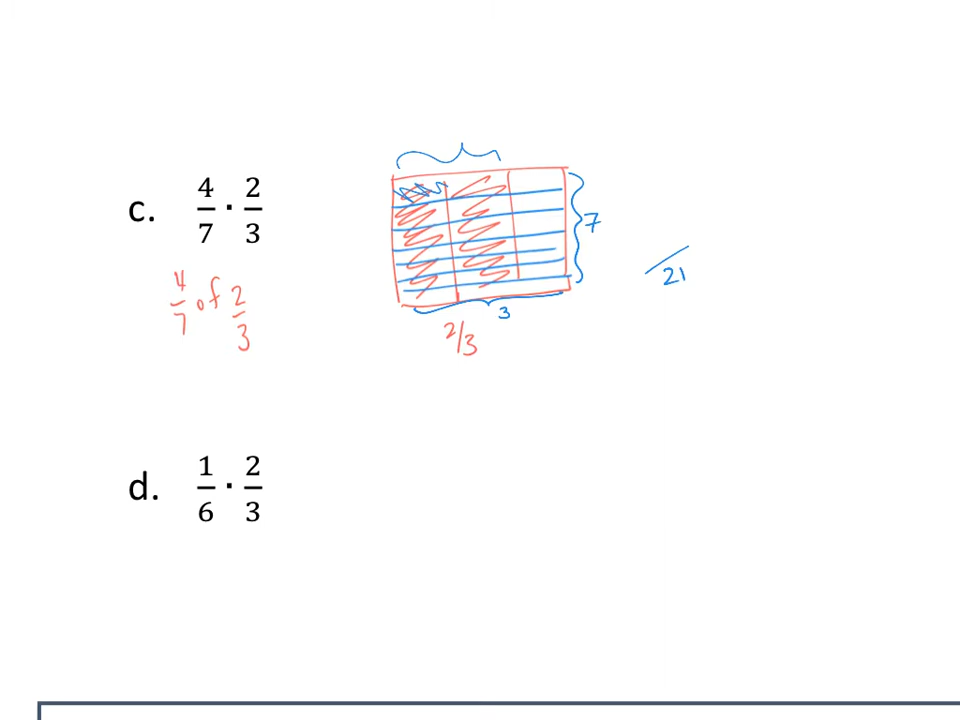 c. 4/7 · 2/3
4/7 of 2/3
7
3
2/3
/21
d. 1/6 · 2/3